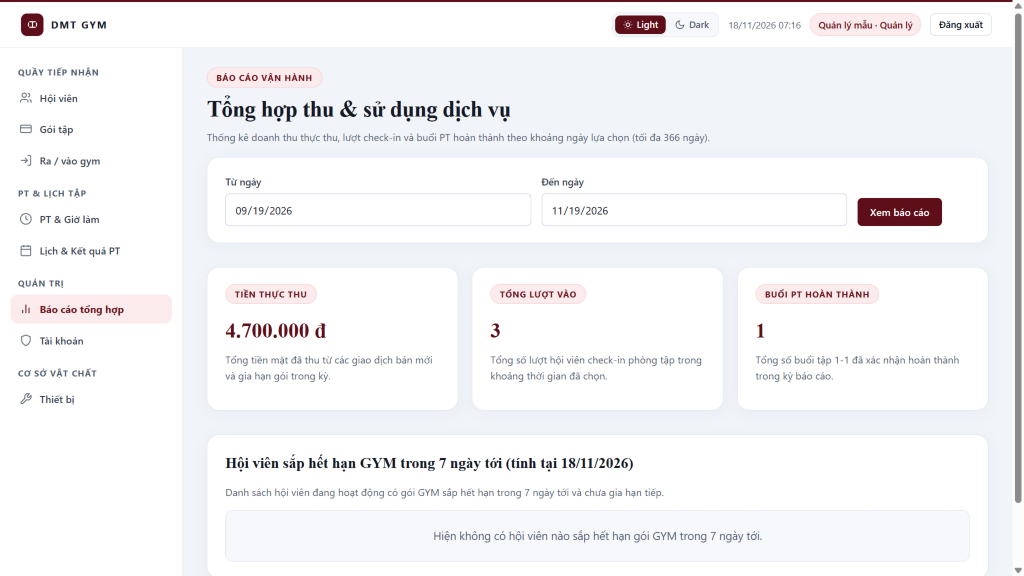 DMT GYM
Light
Dark
18/11/2026 07:16
Quản lý mẫu · Quản lý
Đăng xuất
QUẦY TIẾP NHẬN
Hội viên
Gói tập
Ra / vào gym
PT & LỊCH TẬP
PT & Giờ làm
Lịch & Kết quả PT
QUẢN TRỊ
Báo cáo tổng hợp
Tài khoản
CƠ SỞ VẬT CHẤT
Thiết bị
BÁO CÁO VẬN HÀNH
Tổng hợp thu & sử dụng dịch vụ
Thống kê doanh thu thực thu, lượt check-in và buổi PT hoàn thành theo khoảng ngày lựa chọn (tối đa 366 ngày).
Từ ngày
09/19/2026
Đến ngày
11/19/2026
Xem báo cáo
TIỀN THỰC THU
4.700.000 đ
Tổng tiền mặt đã thu từ các giao dịch bán mới
và gia hạn gói trong kỳ.
TỔNG LƯỢT VÀO
3
Tổng số lượt hội viên check-in phòng tập trong
khoảng thời gian đã chọn.
BUỔI PT HOÀN THÀNH
1
Tổng số buổi tập 1-1 đã xác nhận hoàn thành
trong kỳ báo cáo.
Hội viên sắp hết hạn GYM trong 7 ngày tới (tính tại 18/11/2026)
Danh sách hội viên đang hoạt động có gói GYM sắp hết hạn trong 7 ngày tới và chưa gia hạn tiếp.
Hiện không có hội viên nào sắp hết hạn gói GYM trong 7 ngày tới.